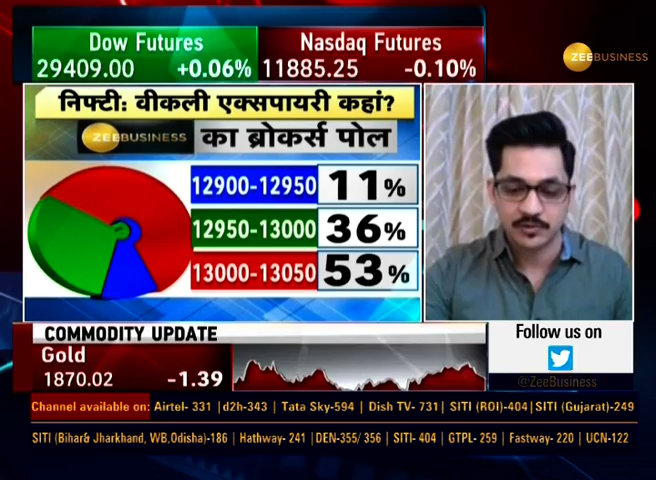 Dow Futures
29409.00 +0.06%
Nasdaq Futures
11885.25 -0.10%
ZEEBUSINESS
निफ्टी: वीकली एक्सपायरी कहां?
ZEEBUSINESS का ब्रोकर्स पोल
12900-12950 11%
12950-13000 36%
13000-13050 53%
COMMODITY UPDATE
Gold
1870.02 -1.39
Follow us on
@ZeeBusiness
Channel available on: Airtel- 331 |d2h-343 | Tata Sky-594 | Dish TV- 731| SITI (ROI)-404|SITI (Gujarat)-249
SITI (Bihar& Jharkhand, WB,Odisha)-186 | Hathway- 241 |DEN-355/ 356 | SITI- 404 | GTPL- 259 | Fastway- 220 | UCN-122